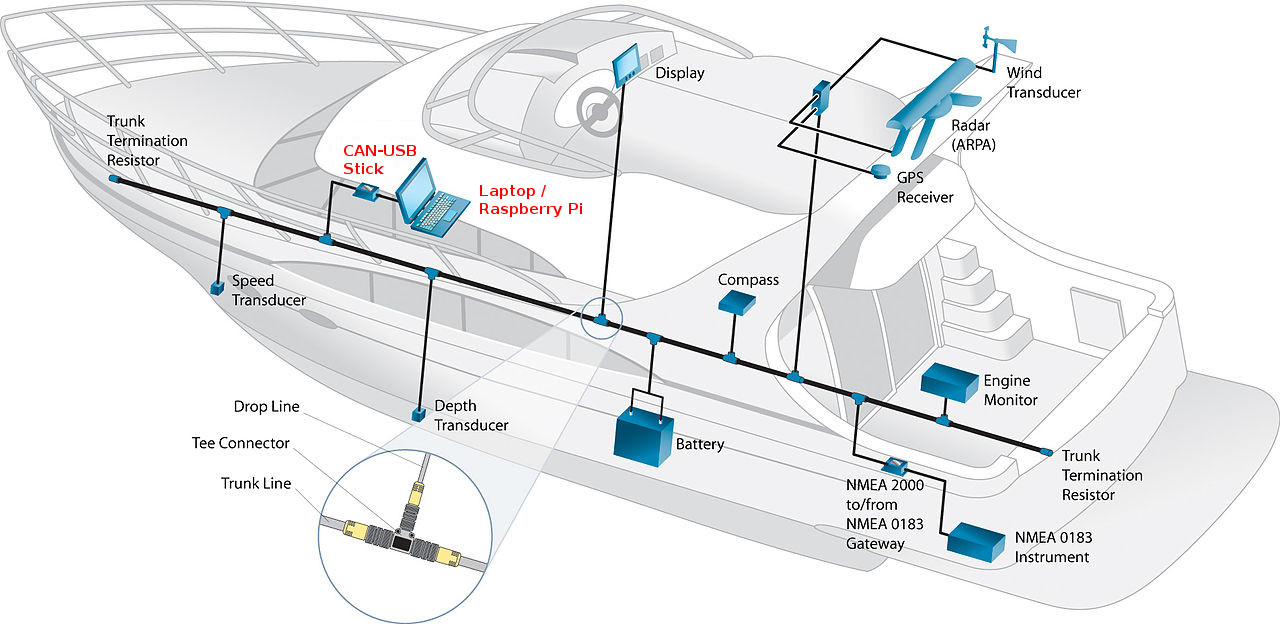 Display
Wind
Transducer
Trunk
Termination
Resistor
CAN-USB
Stick
Radar
(ARPA)
Laptop /
Raspberry Pi
GPS
Receiver
Speed
Transducer
Compass
Engine
Monitor
Drop Line
Depth
Transducer
Tee Connector
Battery
Trunk Line
Trunk
Termination
Resistor
NMEA 2000
to/from
NMEA 0183
Gateway
NMEA 0183
Instrument